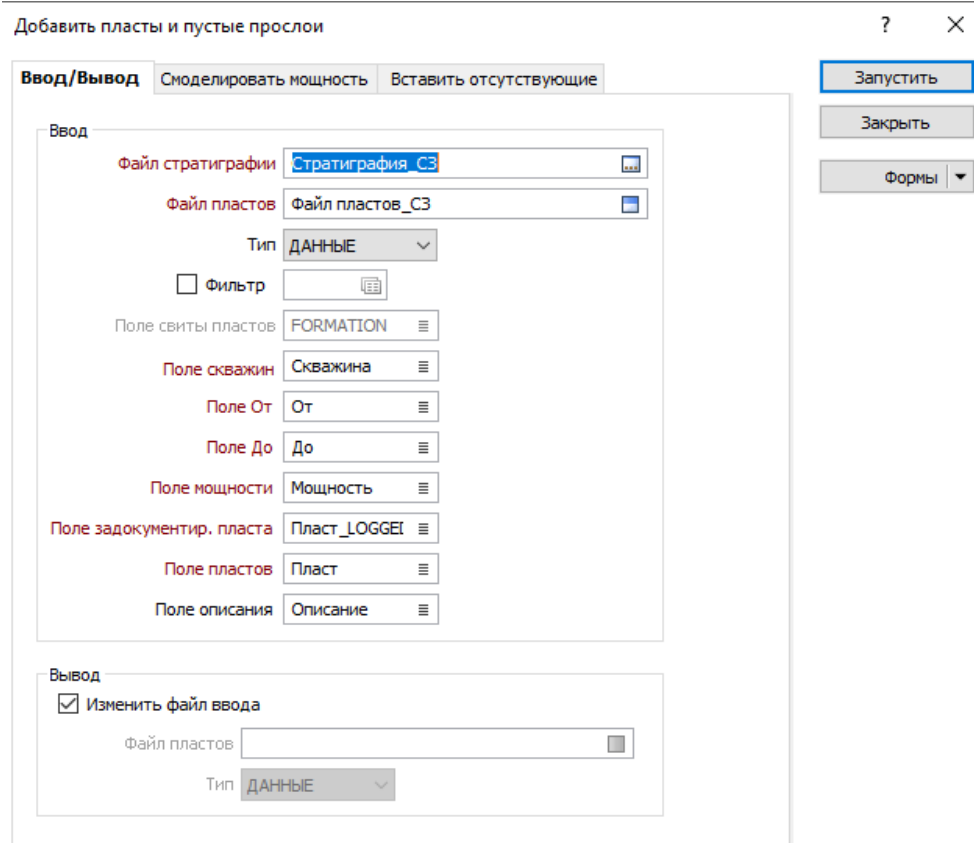 Добавить пласты и пустые прослои ?
Ввод/Вывод Смоделировать мощность Вставить отсутствующие
Запустить
Закрыть
Формы
Ввод
Файл стратиграфии Стратиграфия_СЗ
Файл пластов Файл пластов_СЗ
Тип ДАННЫЕ
Фильтр
Поле свиты пластов FORMATION
Поле скважин Скважина
Поле От От
Поле До До
Поле мощности Мощность
Поле задокументир. пласта Пласт_LOGGEI
Поле пластов Пласт
Поле описания Описание
Вывод
Изменить файл ввода
Файл пластов
Тип ДАННЫЕ